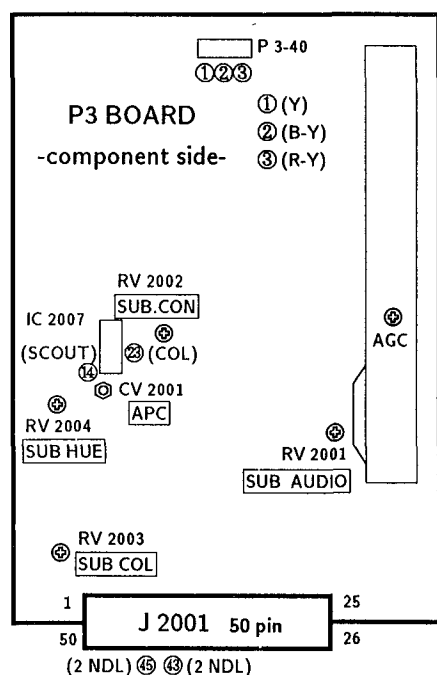 P 3-40
①②③
P3 BOARD
-component side-
① (Y)
② (B-Y)
③ (R-Y)
RV 2002
SUB.CON
IC 2007
(SCOUT)
⑭
㉓ (COL)
CV 2001
APC
RV 2004
SUB HUE
AGC
RV 2001
SUB AUDIO
RV 2003
SUB COL
1
25
J 2001 50 pin
50
26
(2 NDL) ㊺ ㊸ (2 NDL)